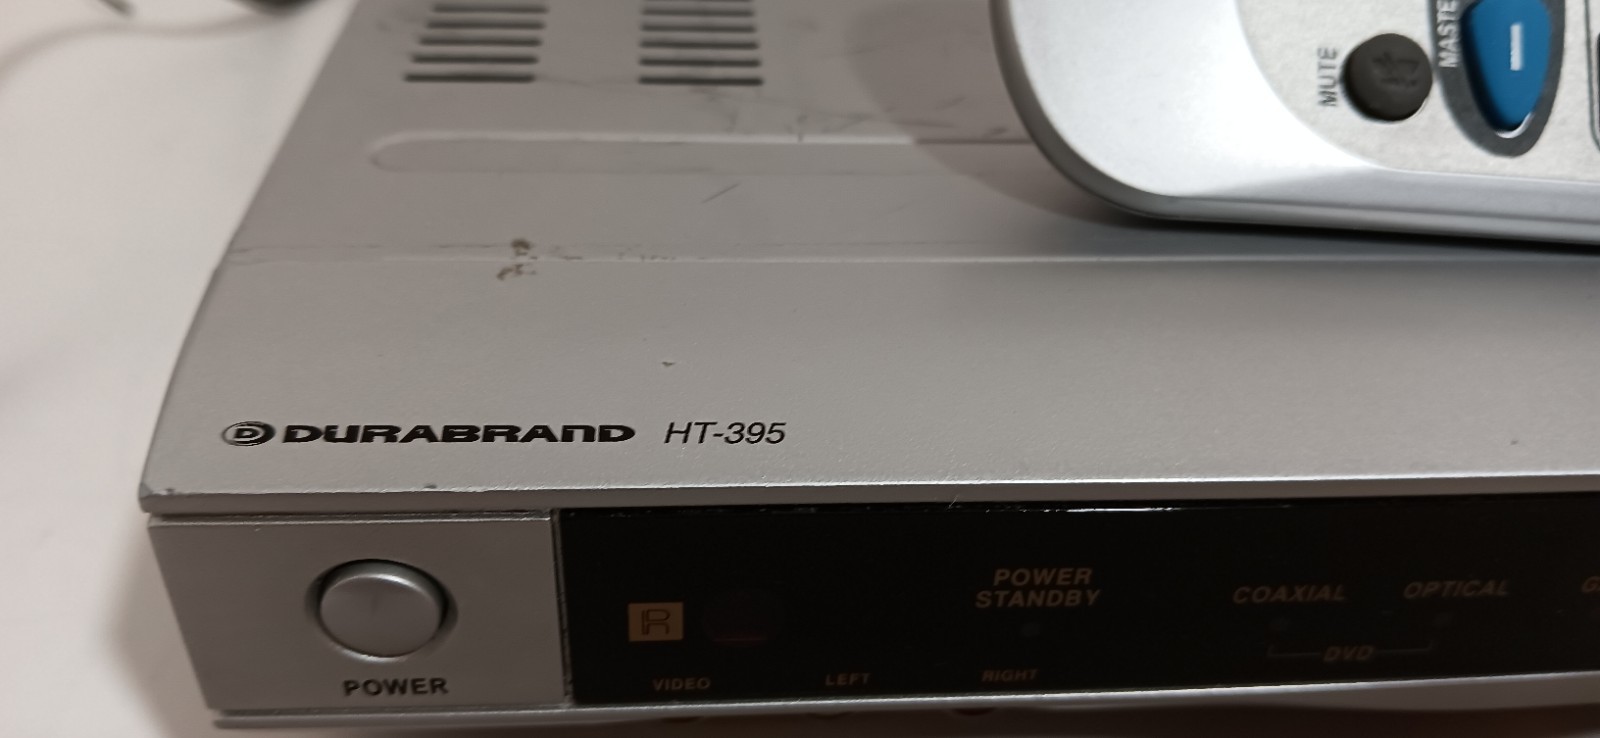 MUTE
MASTE
DURABRAND HT-395
POWER
STANDBY
COAXIAL OPTICAL
DVD
R
VIDEO LEFT RIGHT
POWER